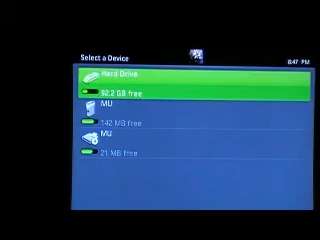 Select a Device
8:47 PM
Hard Drive
92.2 GB free
MU
142 MB free
MU
21 MB free